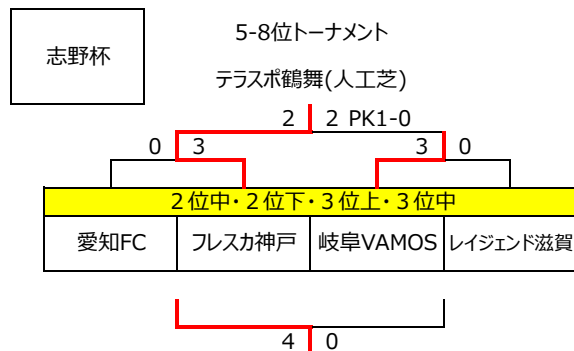 志野杯
5-8位トーナメント
テラスポ鶴舞(人工芝)
2 2 PK1-0
0 3 3 0
2位中・2位下・3位上・3位中
愛知FC フレスカ神戸 岐阜VAMOS レイジェンド滋賀
4 0